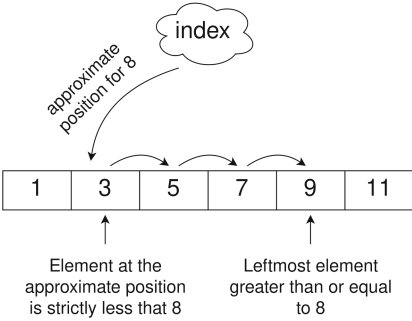 index
approximate
position for 8
1 3 5 7 9 11
Element at the
approximate position
is strictly less that 8
Leftmost element
greater than or equal
to 8